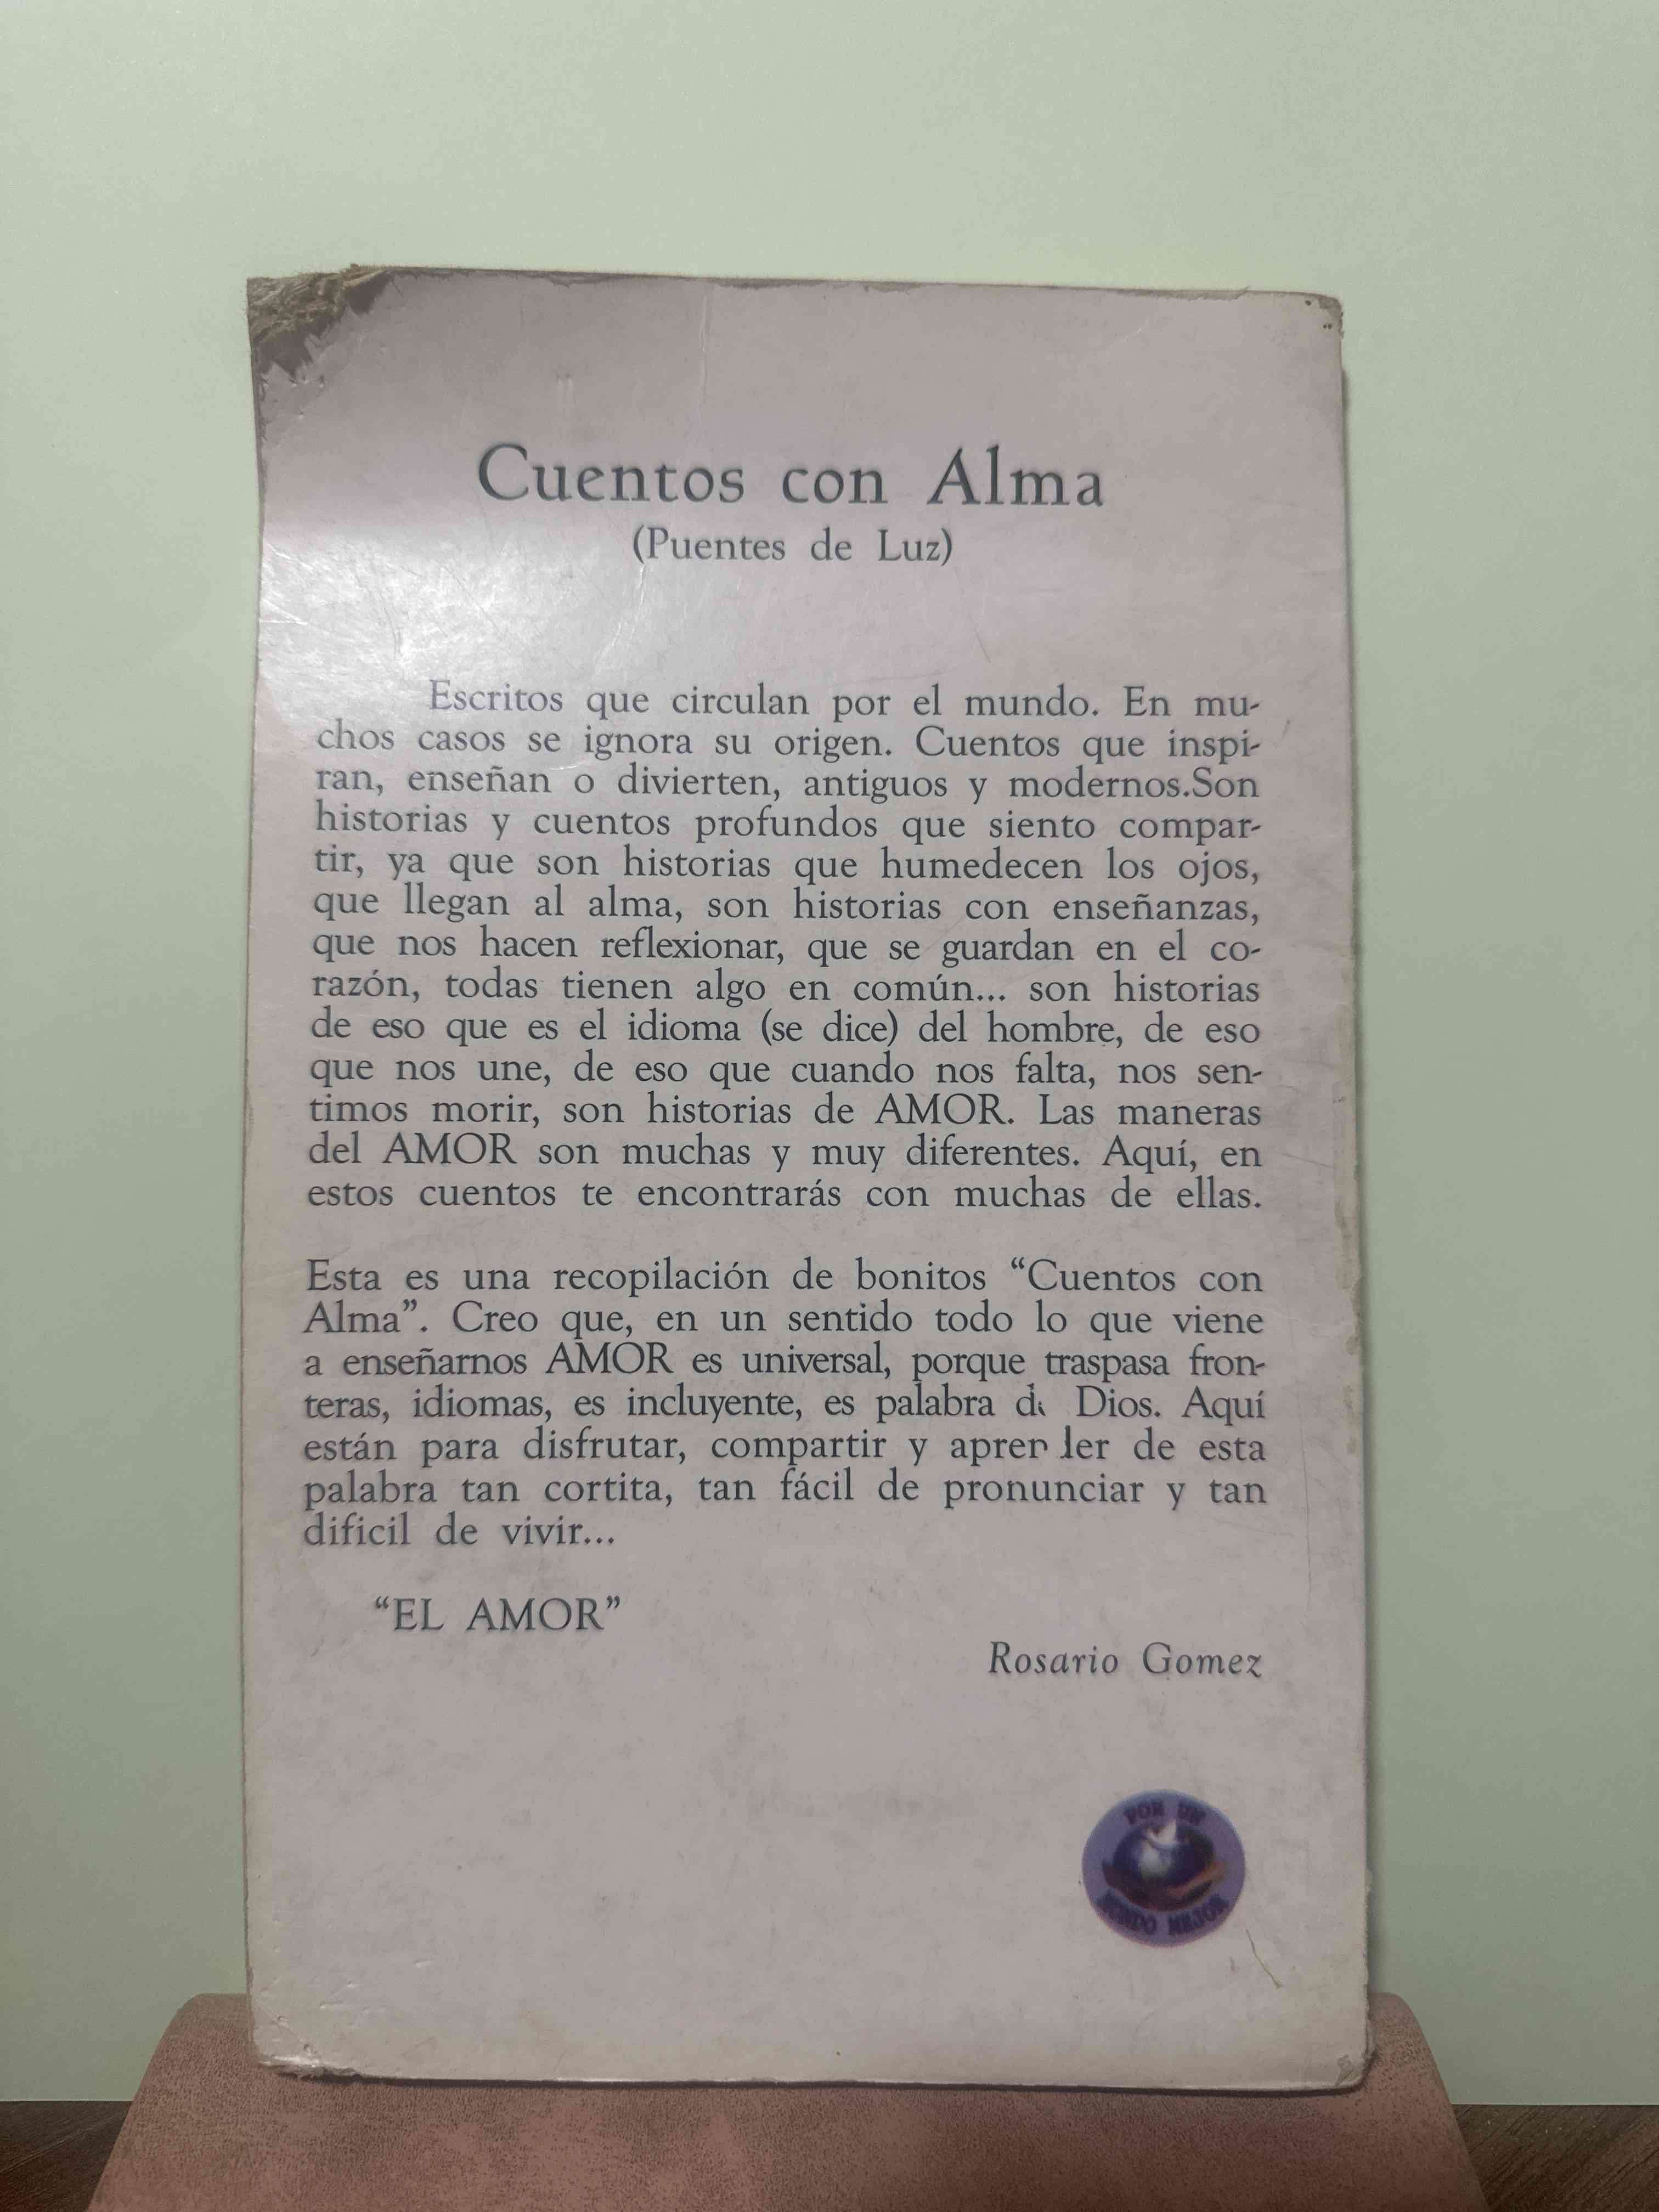 Cuentos con Alma
(Puentes de Luz)
Escritos que circulan por el mundo. En mu-
chos casos se ignora su origen. Cuentos que inspi-
ran, enseñan o divierten, antiguos y modernos.Son
historias y cuentos profundos que siento compar-
tir, ya que son historias que humedecen los ojos,
que llegan al alma, son historias con enseñanzas,
que nos hacen reflexionar, que se guardan en el co-
razón, todas tienen algo en común... son historias
de eso que es el idioma (se dice) del hombre, de eso
que nos une, de eso que cuando nos falta, nos sen-
timos morir, son historias de AMOR. Las maneras
del AMOR son muchas y muy diferentes. Aquí, en
estos cuentos te encontrarás con muchas de ellas.
Esta es una recopilación de bonitos “Cuentos con
Alma”. Creo que, en un sentido todo lo que viene
a enseñarnos AMOR es universal, porque traspasa fron-
teras, idiomas, es incluyente, es palabra de Dios. Aquí
están para disfrutar, compartir y aprender de esta
palabra tan cortita, tan fácil de pronunciar y tan
dificil de vivir...
“EL AMOR”
Rosario Gomez
POR UN
MUNDO MEJOR